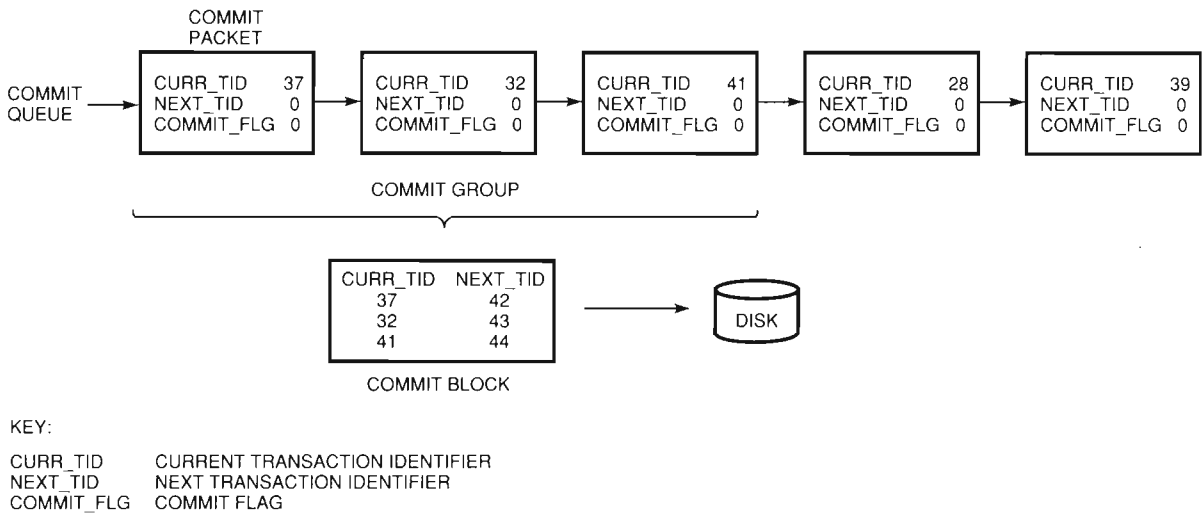 COMMIT
PACKET
COMMIT
QUEUE
CURR_TID 37
NEXT_TID 0
COMMIT_FLG 0
CURR_TID 32
NEXT_TID 0
COMMIT_FLG 0
CURR_TID 41
NEXT_TID 0
COMMIT_FLG 0
CURR_TID 28
NEXT_TID 0
COMMIT_FLG 0
CURR_TID 39
NEXT_TID 0
COMMIT_FLG 0
COMMIT GROUP
CURR_TID NEXT_TID
37 42
32 43
41 44
DISK
COMMIT BLOCK
KEY:
CURR_TID CURRENT TRANSACTION IDENTIFIER
NEXT_TID NEXT TRANSACTION IDENTIFIER
COMMIT_FLG COMMIT FLAG